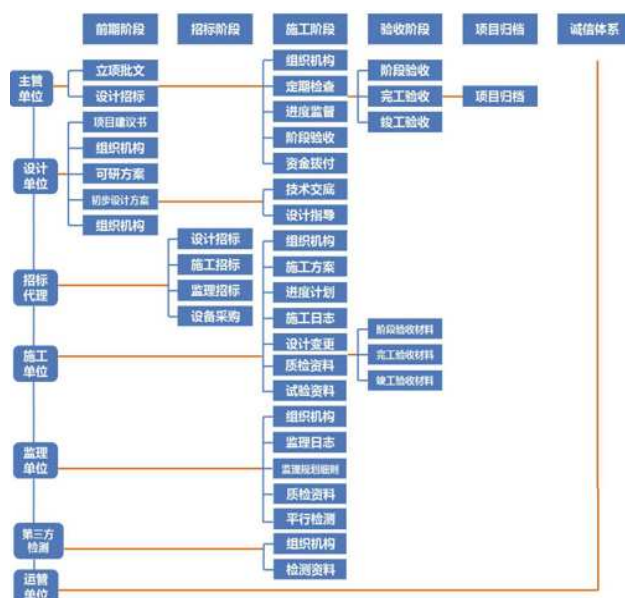 前期阶段
招标阶段
施工阶段
验收阶段
项目归档
诚信体系
主管
单位
立项批文
设计招标
组织机构
定期检查
进度监督
阶段验收
资金拨付
阶段验收
完工验收
竣工验收
项目归档
设计
单位
项目建议书
组织机构
可研方案
初步设计方案
组织机构
技术交底
设计指导
招标
代理
设计招标
施工招标
监理招标
设备采购
施工
单位
组织机构
施工方案
进度计划
施工日志
设计变更
质检资料
试验资料
阶段验收材料
完工验收材料
竣工验收材料
监理
单位
组织机构
监理日志
监理规划细则
质检资料
平行检测
第三方
检测
组织机构
检测资料
运管
单位